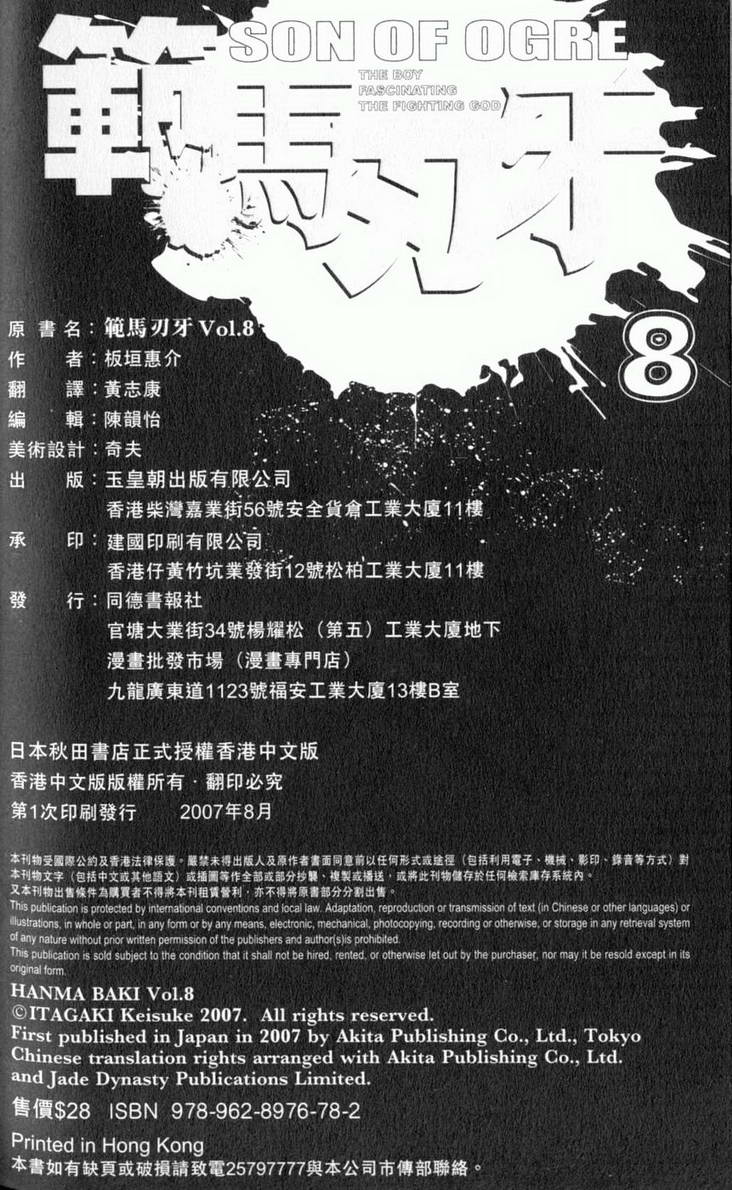 SON OF OGRE
THE BOY
FASCINATING
THE FIGHTING GOD
範馬刃牙
8
原書名：範馬刃牙 Vol.8
作者：板垣惠介
翻譯：黃志康
編輯：陳韻怡
美術設計：奇夫
出版：玉皇朝出版有限公司
香港柴灣嘉業街56號安全貨倉工業大廈11樓
承印：建國印刷有限公司
香港仔黃竹坑業發街12號松柏工業大廈11樓
發行：同德書報社
官塘大業街34號楊耀松（第五）工業大廈地下
漫畫批發市場（漫畫專門店）
九龍廣東道1123號福安工業大廈13樓B室
日本秋田書店正式授權香港中文版
香港中文版版權所有．翻印必究
第1次印刷發行 2007年8月
本刊物受國際公約及香港法律保護。嚴禁未得出版人及原作者書面同意前以任何形式或途徑（包括利用電子、機械、影印、錄音等方式）對
本刊物文字（包括中文或其他語文）或插圖等作全部或部分抄襲、複製或播送，或將此刊物儲存於任何檢索庫存系統內。
又本刊物出售條件為購買者不得將本刊租賃營利，亦不得將原書部分分割出售。
This publication is protected by international conventions and local law. Adaptation, reproduction or transmission of text (in Chinese or other languages) or
illustrations, in whole or part, in any form or by any means, electronic, mechanical, photocopying, recording or otherwise, or storage in any retrieval system
of any nature without prior written permission of the publishers and author(s)is prohibited.
This publication is sold subject to the condition that it shall not be hired, rented, or otherwise let out by the purchaser, nor may it be resold except in its
original form.
HANMA BAKI Vol.8
©ITAGAKI Keisuke 2007. All rights reserved.
First published in Japan in 2007 by Akita Publishing Co., Ltd., Tokyo
Chinese translation rights arranged with Akita Publishing Co., Ltd.
and Jade Dynasty Publications Limited.
售價$28 ISBN 978-962-8976-78-2
Printed in Hong Kong
本書如有缺頁或破損請致電25797777與本公司市傳部聯絡。